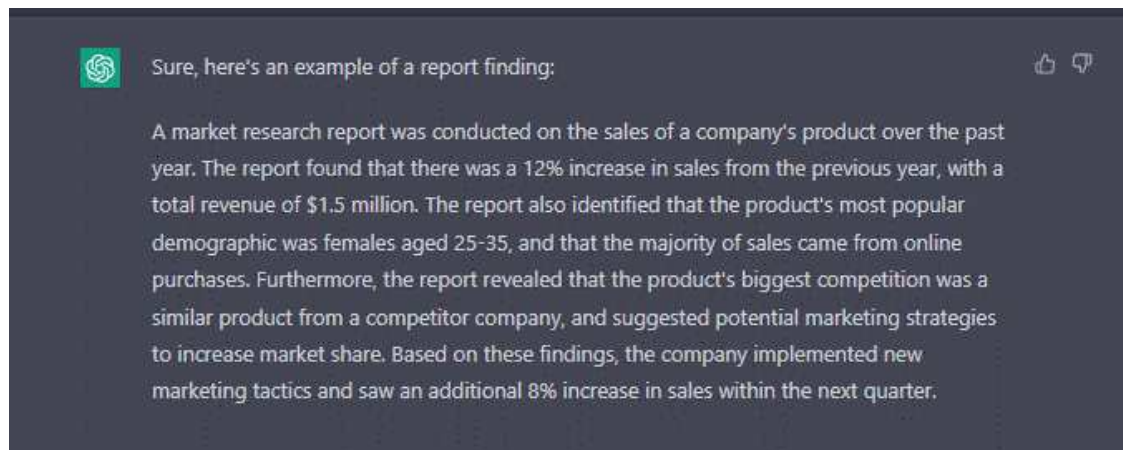 Sure, here's an example of a report finding:
A market research report was conducted on the sales of a company's product over the past
year. The report found that there was a 12% increase in sales from the previous year, with a
total revenue of $1.5 million. The report also identified that the product's most popular
demographic was females aged 25-35, and that the majority of sales came from online
purchases. Furthermore, the report revealed that the product's biggest competition was a
similar product from a competitor company, and suggested potential marketing strategies
to increase market share. Based on these findings, the company implemented new
marketing tactics and saw an additional 8% increase in sales within the next quarter.